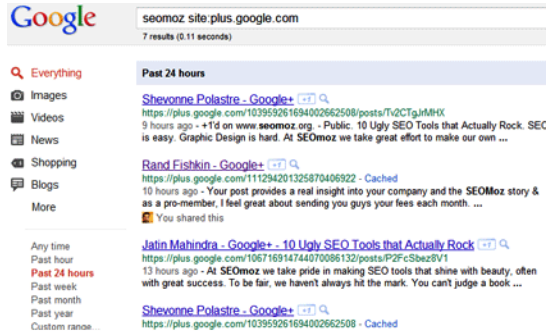 Google
seomoz site:plus.google.com
7 results (0.11 seconds)
Everything
Images
Videos
News
Shopping
Blogs
More
Any time
Past hour
Past 24 hours
Past week
Past month
Past year
Custom range...
Past 24 hours
Shevonne Polastre - Google+ +1
https://plus.google.com/103959261694002662508/posts/Tv2CTgJrMHX
9 hours ago - +1'd on www.seomoz.org. - Public. 10 Ugly SEO Tools that Actually Rock. SEO
is easy. Graphic Design is hard. At SEOmoz we take great effort to make our own ...
Rand Fishkin - Google+ +1
https://plus.google.com/111294201325870406922 - Cached
10 hours ago - Your post provides a real insight into your company and the SEOMoz story &
as a pro-member, I feel great about sending you guys your fees each month. ...
You shared this
Jatin Mahindra - Google+ - 10 Ugly SEO Tools that Actually Rock +1
https://plus.google.com/106716914744070086132/posts/P2FcSbez8V1
13 hours ago - At SEOmoz we take pride in making SEO tools that shine with beauty, often
with great success. To be fair, we haven't always hit the mark. You can't judge a book ...
Shevonne Polastre - Google+ +1
https://plus.google.com/103959261694002662508 - Cached